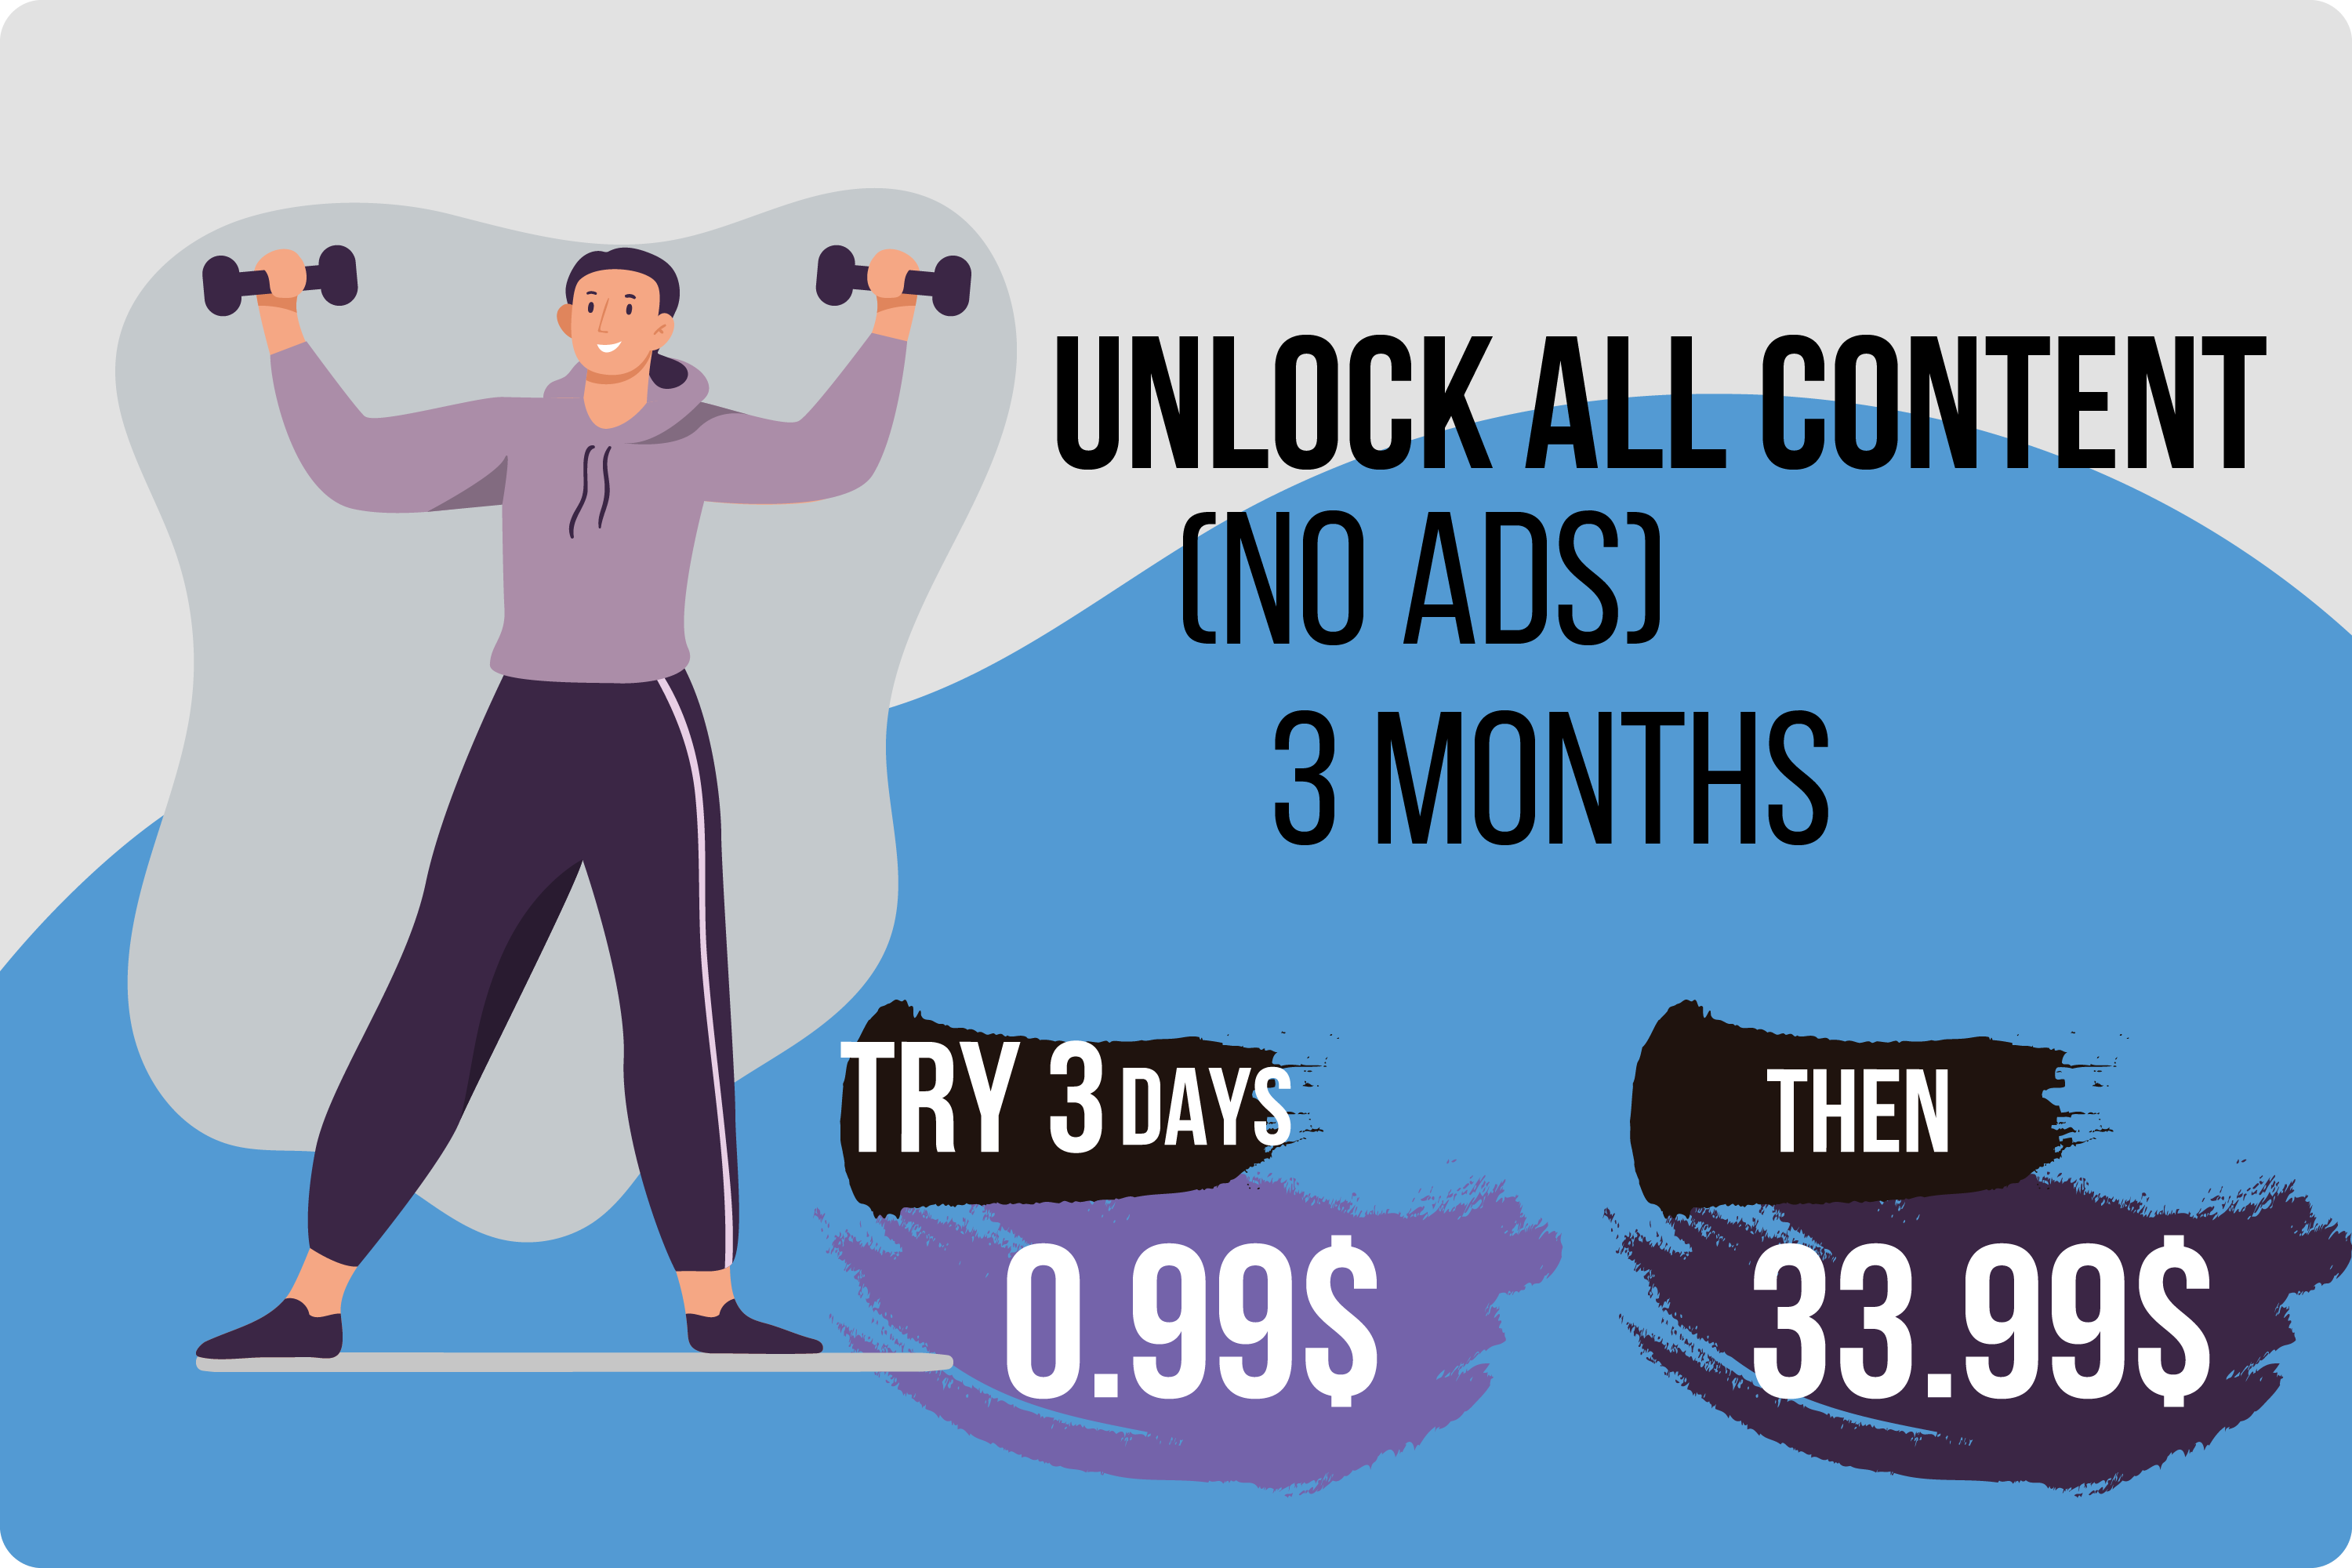 UNLOCK ALL CONTENT
(NO ADS)
3 MONTHS
TRY 3 DAYS
0.99$
THEN
33.99$